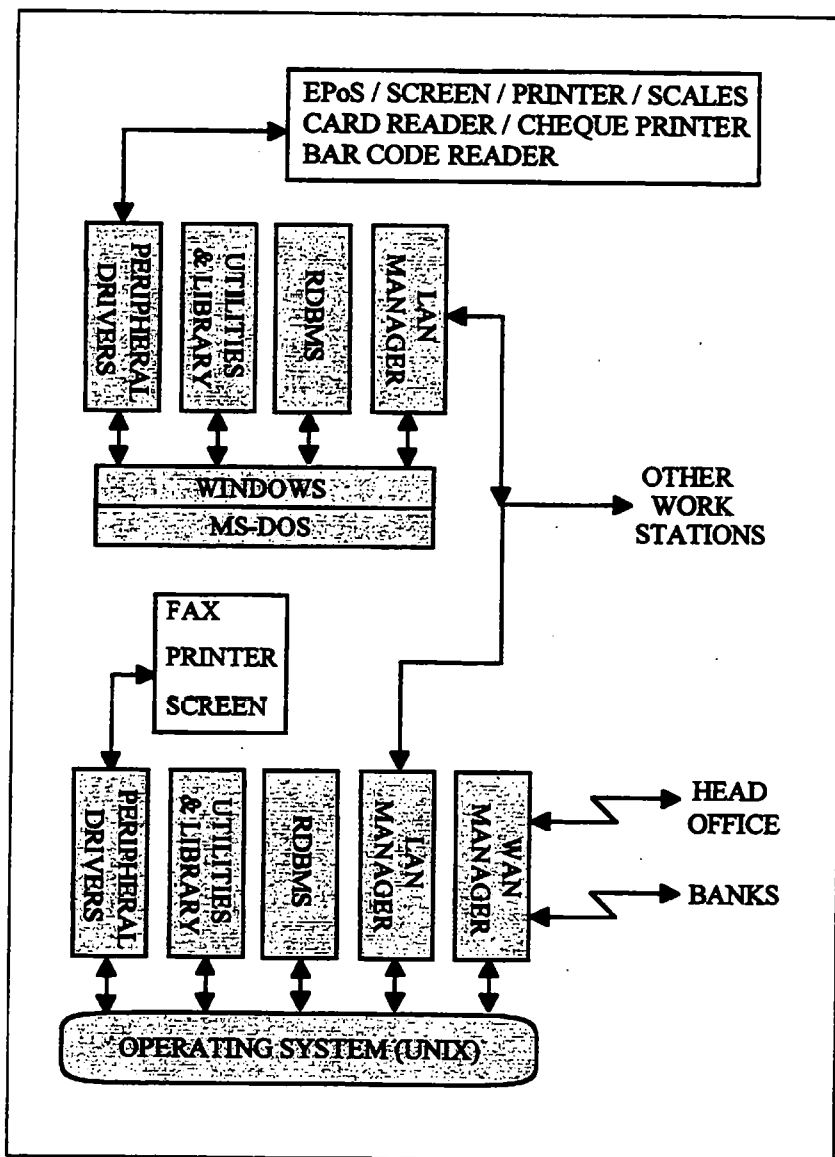 EPoS / SCREEN / PRINTER / SCALES
CARD READER / CHEQUE PRINTER
BAR CODE READER
PERIPHERAL
DRIVERS
UTILITIES
& LIBRARY
RDBMS
LAN
MANAGER
WINDOWS
MS-DOS
OTHER
WORK
STATIONS
FAX
PRINTER
SCREEN
PERIPHERAL
DRIVERS
UTILITIES
& LIBRARY
RDBMS
LAN
MANAGER
WAN
MANAGER
HEAD
OFFICE
BANKS
OPERATING SYSTEM (UNIX)